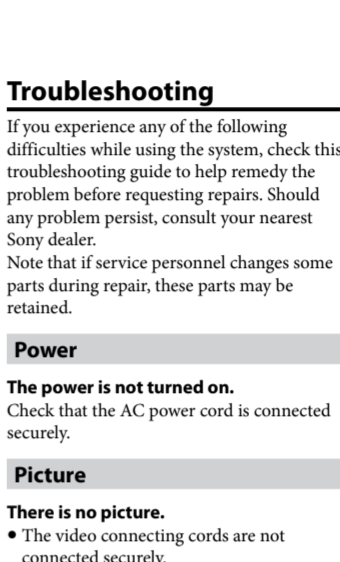 Troubleshooting
If you experience any of the following
difficulties while using the system, check this
troubleshooting guide to help remedy the
problem before requesting repairs. Should
any problem persist, consult your nearest
Sony dealer.
Note that if service personnel changes some
parts during repair, these parts may be
retained.
Power
The power is not turned on.
Check that the AC power cord is connected
securely.
Picture
There is no picture.
• The video connecting cords are not
connected securely.